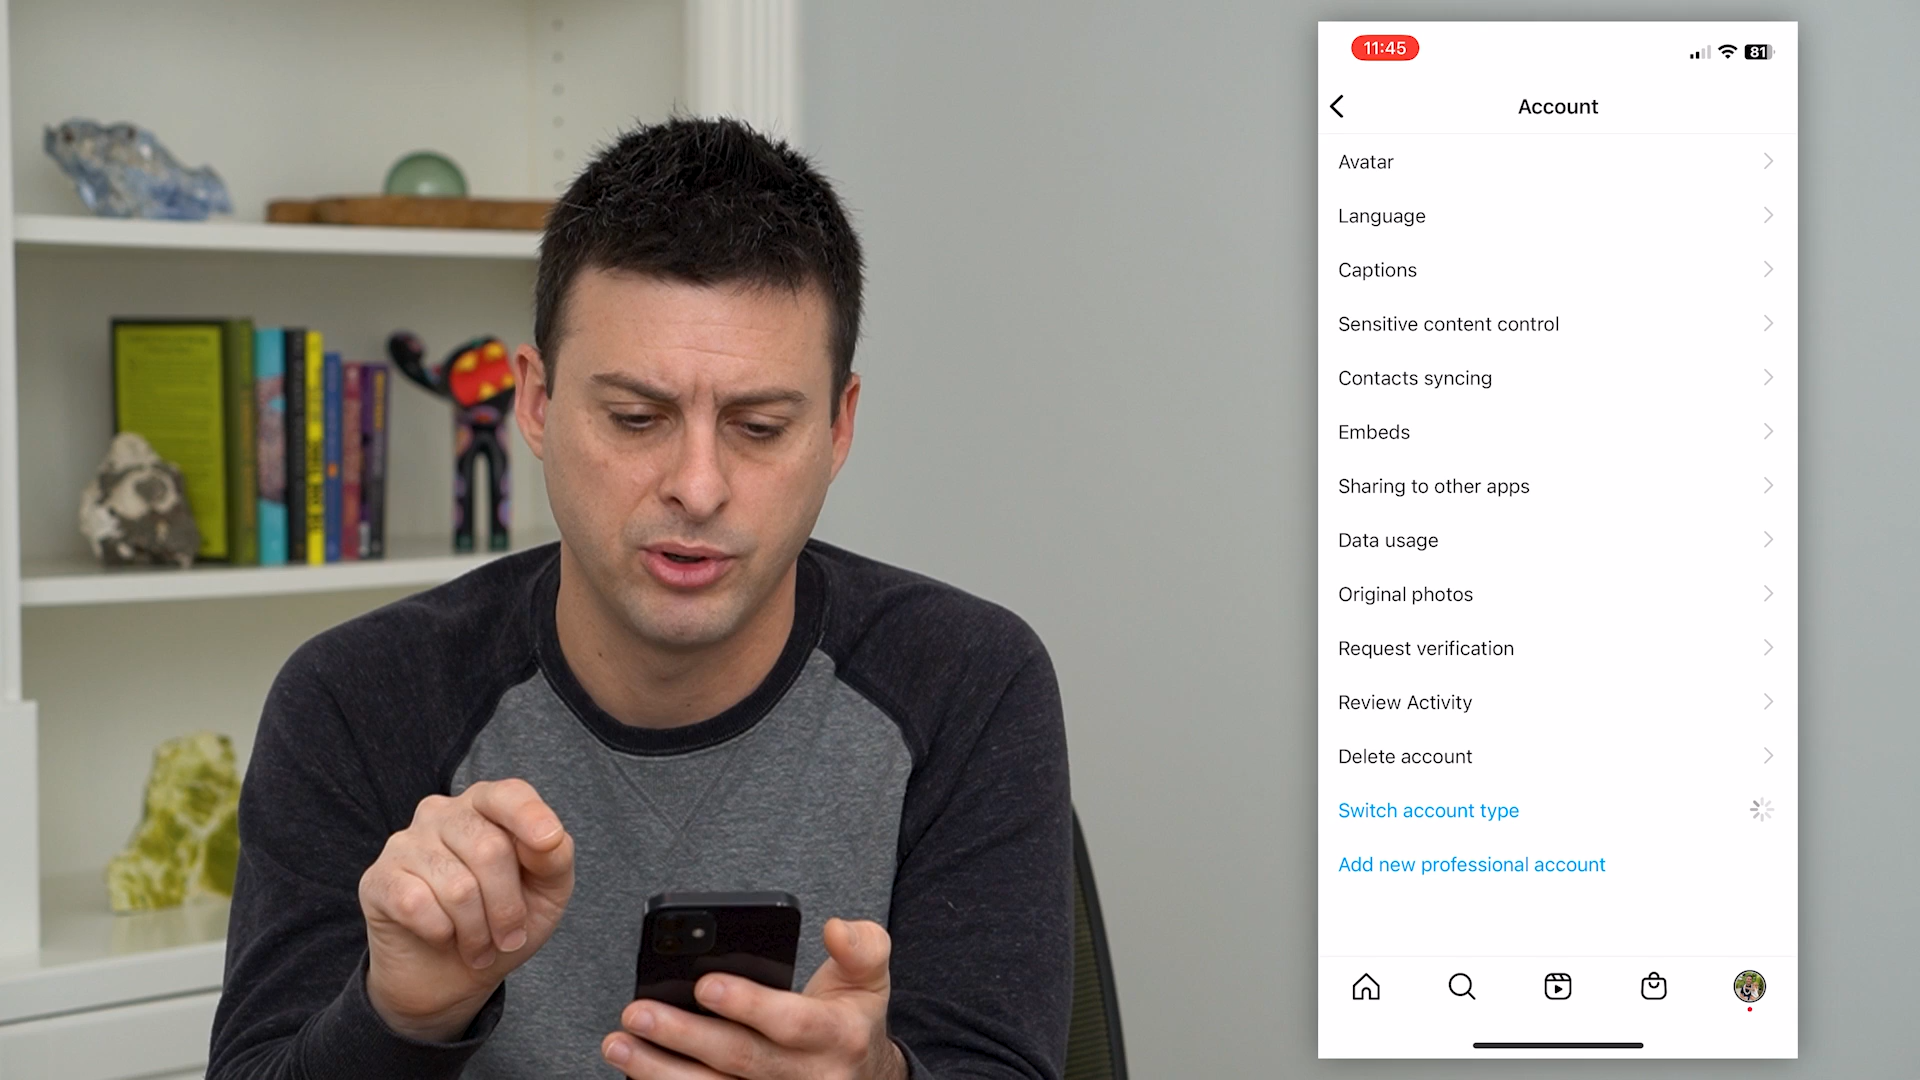 11:45
81
Account
Avatar
Language
Captions
Sensitive content control
Contacts syncing
Embeds
Sharing to other apps
Data usage
Original photos
Request verification
Review Activity
Delete account
Switch account type
Add new professional account